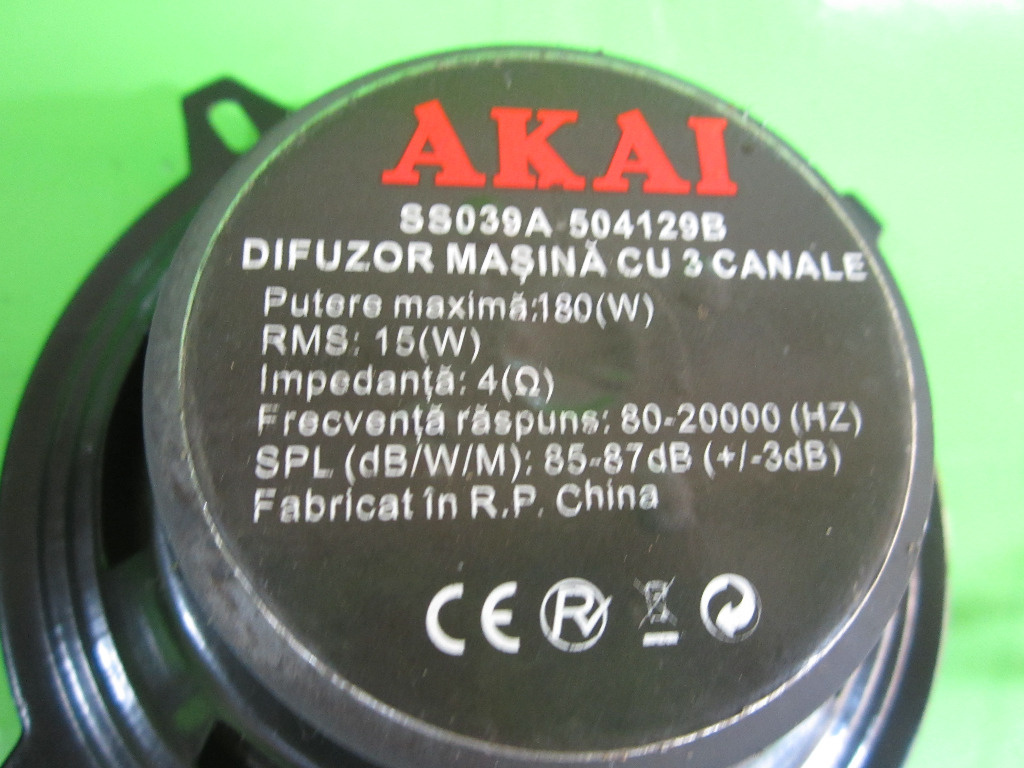 AKAI
SS039A-504129B
DIFUZOR MAȘINĂ CU 3 CANALE
Putere maximă:180(W)
RMS: 15(W)
Impedanță: 4(Ω)
Frecvență răspuns: 80-20000 (HZ)
SPL (dB/W/M): 85-87dB (+/-3dB)
Fabricat în R.P. China
CE R